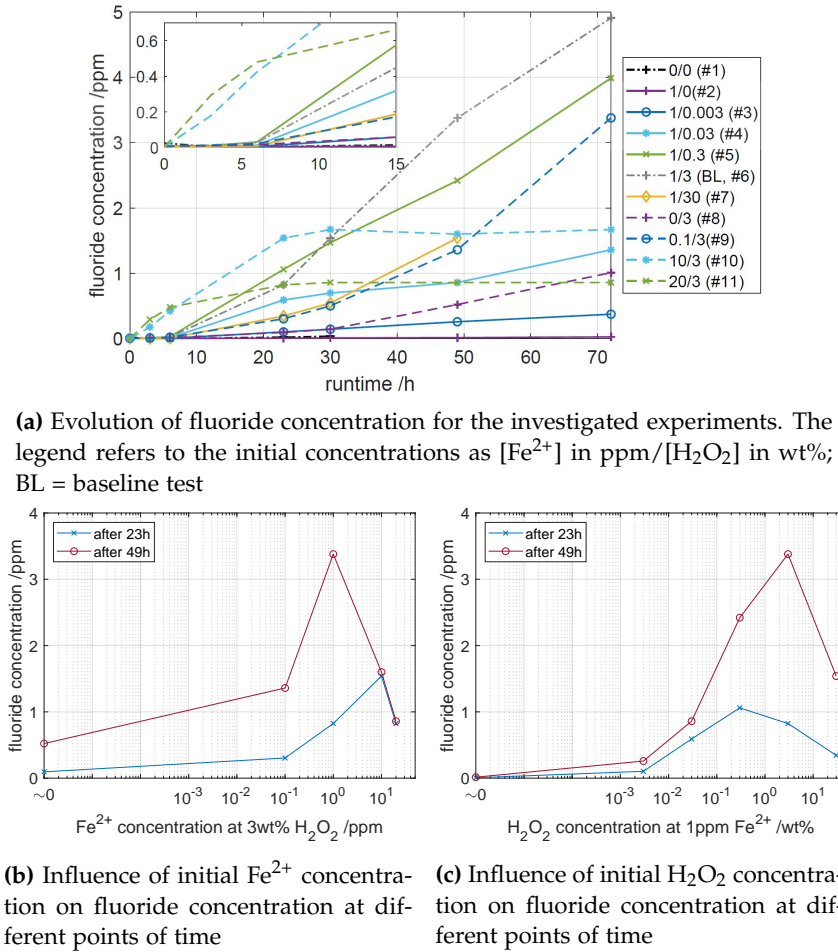 5
4
3
2
1
0
fluoride concentration /ppm
0.6
0.4
0.2
0
0 5 10 15
0 10 20 30 40 50 60 70
runtime /h
0/0 (#1)
1/0(#2)
1/0.003 (#3)
1/0.03 (#4)
1/0.3 (#5)
1/3 (BL, #6)
1/30 (#7)
0/3 (#8)
0.1/3(#9)
10/3 (#10)
20/3 (#11)
(a) Evolution of fluoride concentration for the investigated experiments. The
legend refers to the initial concentrations as [Fe²⁺] in ppm/[H₂O₂] in wt%;
BL = baseline test
4
3
2
1
0
fluoride concentration /ppm
after 23h
after 49h
~0 10⁻³ 10⁻² 10⁻¹ 10⁰ 10¹
Fe²⁺ concentration at 3wt% H₂O₂ /ppm
(b) Influence of initial Fe²⁺ concentra-
tion on fluoride concentration at dif-
ferent points of time
4
3
2
1
0
fluoride concentration /ppm
after 23h
after 49h
~0 10⁻³ 10⁻² 10⁻¹ 10⁰ 10¹
H₂O₂ concentration at 1ppm Fe²⁺ /wt%
(c) Influence of initial H₂O₂ concentra-
tion on fluoride concentration at dif-
ferent points of time